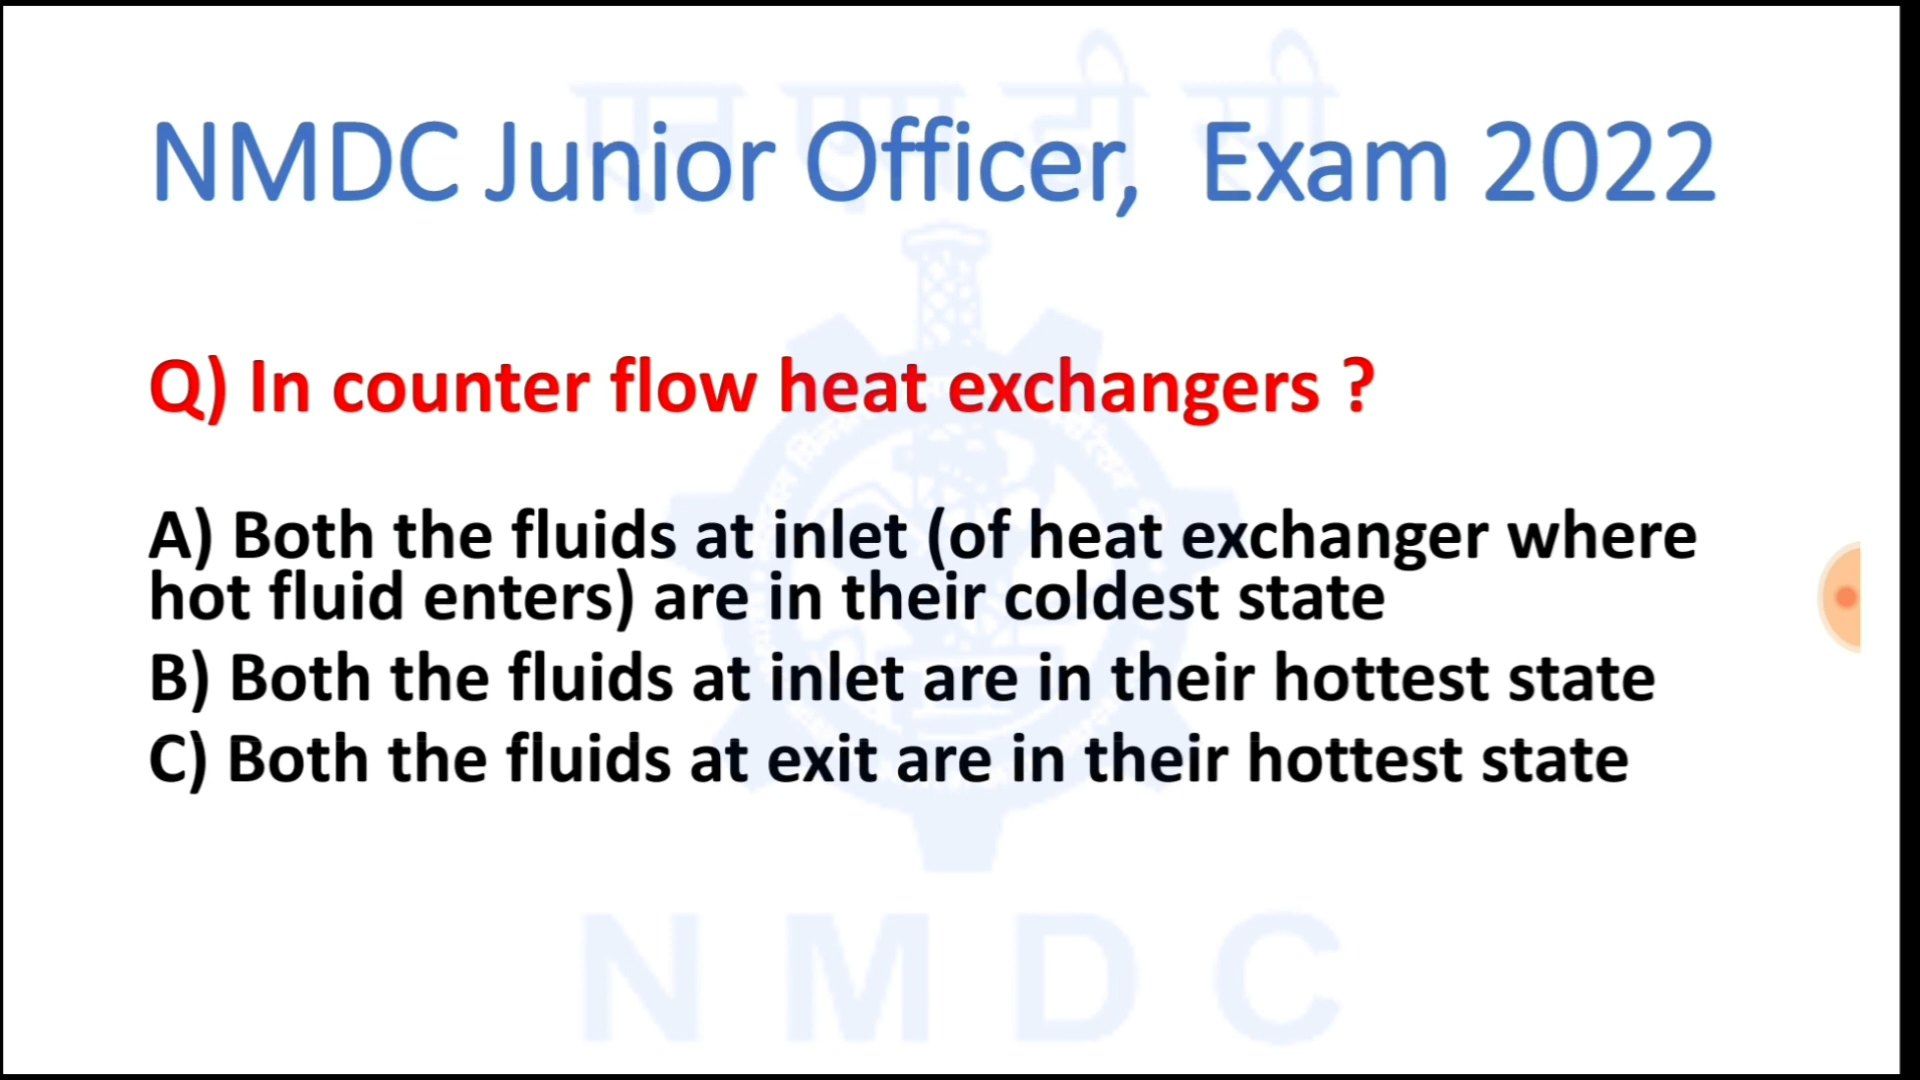 एन एम डी सी
NMDC Junior Officer, Exam 2022
Q) In counter flow heat exchangers ?
A) Both the fluids at inlet (of heat exchanger where
hot fluid enters) are in their coldest state
B) Both the fluids at inlet are in their hottest state
C) Both the fluids at exit are in their hottest state
N M D C